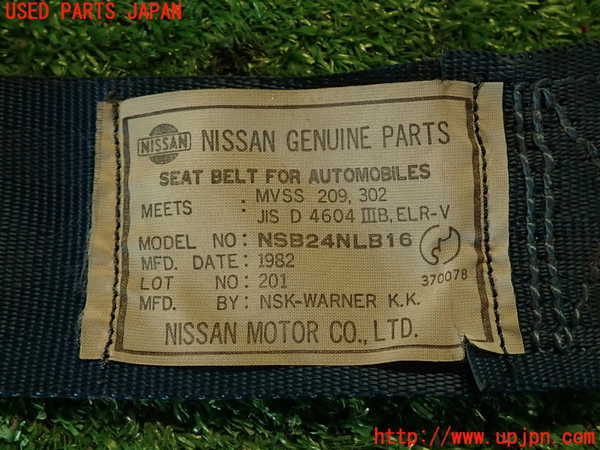 USED PARTS JAPAN
NISSAN
NISSAN GENUINE PARTS
SEAT BELT FOR AUTOMOBILES
MEETS : MVSS 209, 302
JIS D 4604 ⅢB, ELR-V
MODEL NO: NSB24NLB16
MFD. DATE: 1982
370078
LOT NO: 201
MFD. BY: NSK-WARNER K.K.
NISSAN MOTOR CO., LTD.
http://www.upjpn.com/